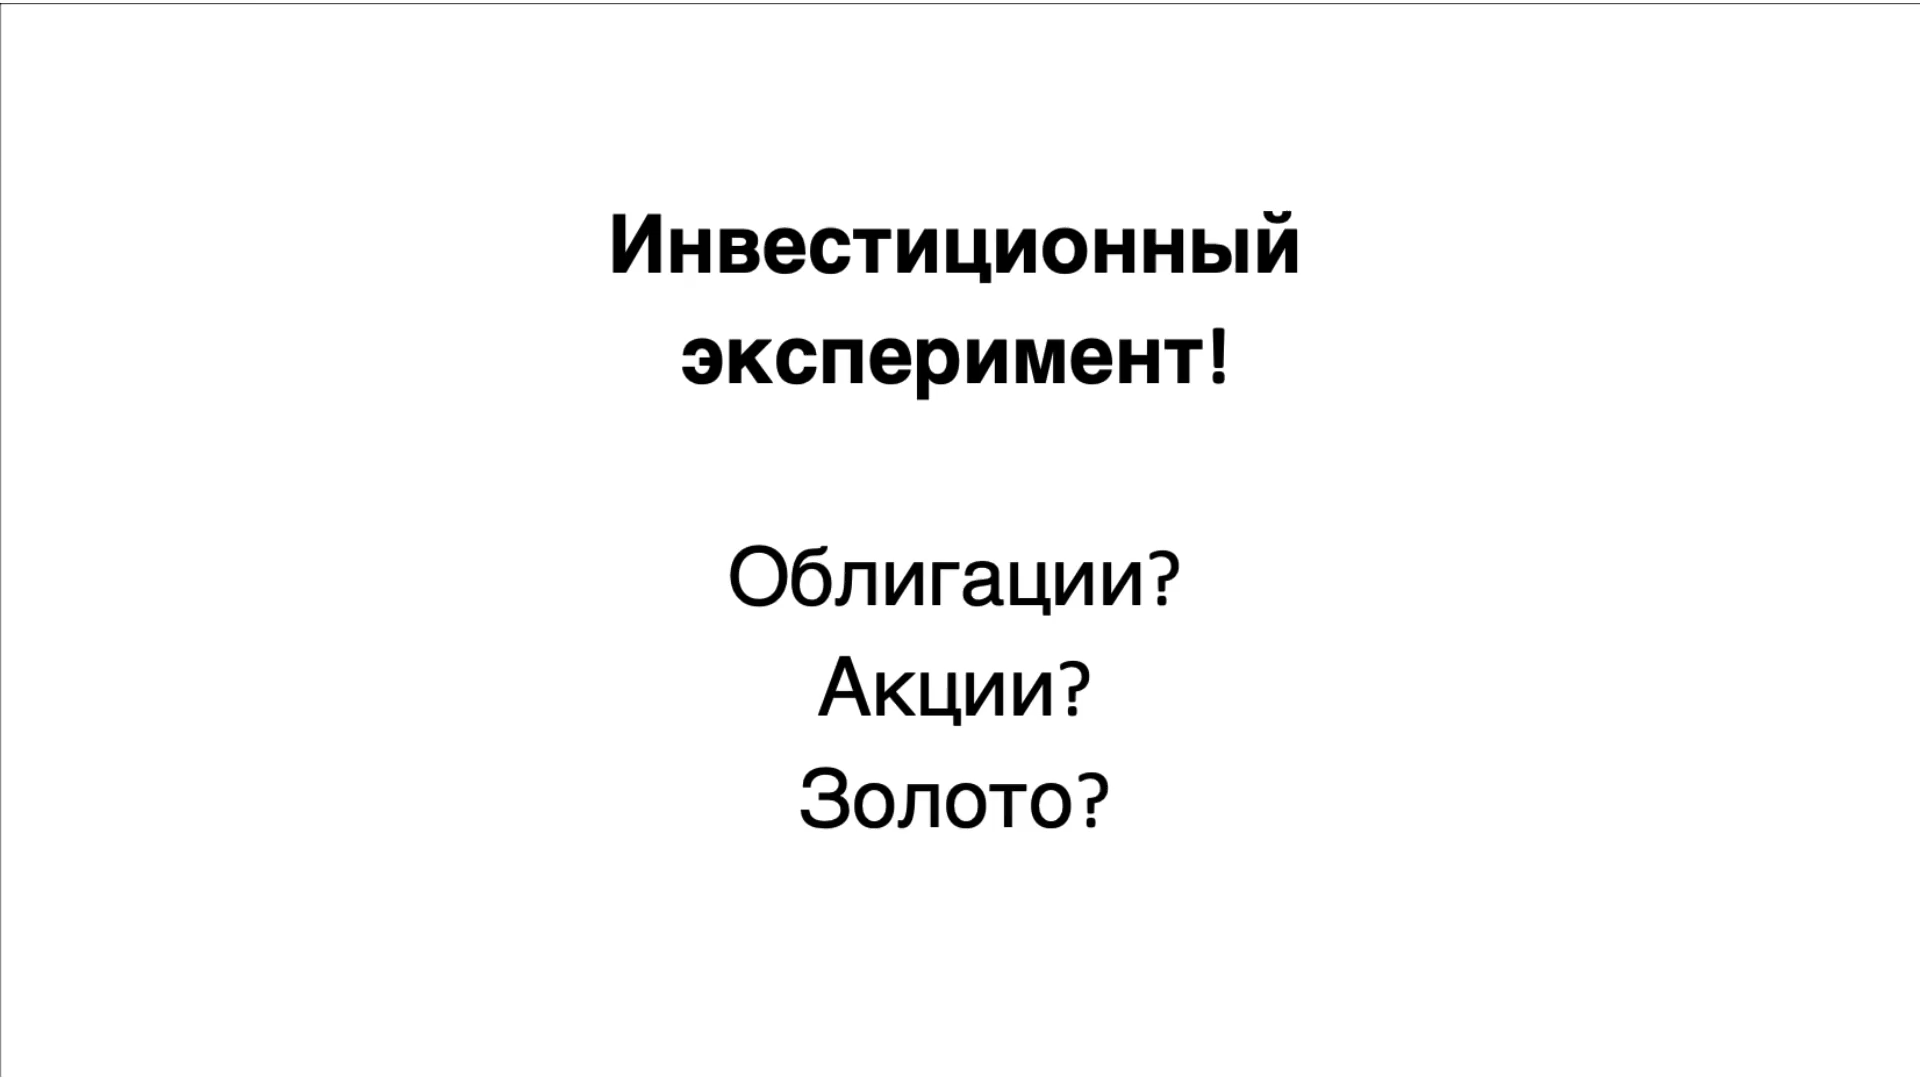 Инвестиционный
эксперимент!
Облигации?
Акции?
Золото?